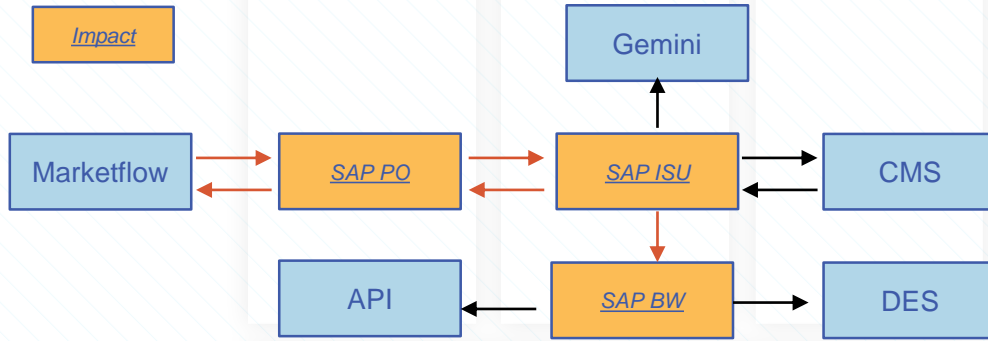 Impact
Gemini
Marketflow
SAP PO
SAP ISU
CMS
API
SAP BW
DES